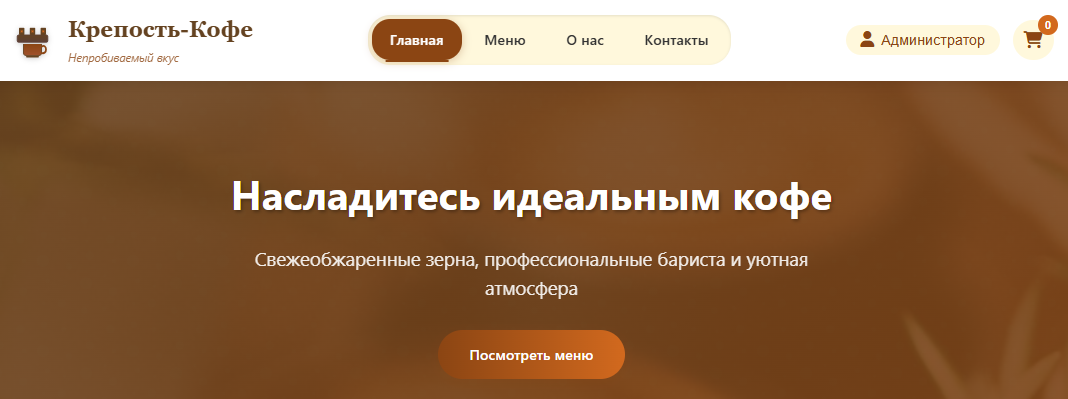 Крепость-Кофе
Непробиваемый вкус
Главная
Меню
О нас
Контакты
Администратор
0
Насладитесь идеальным кофе
Свежеобжаренные зерна, профессиональные бариста и уютная
атмосфера
Посмотреть меню